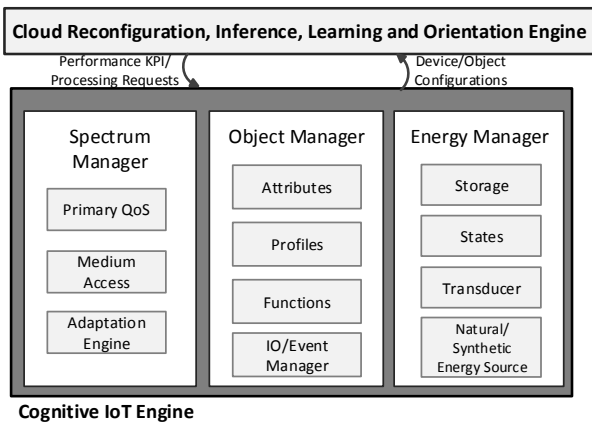 Cloud Reconfiguration, Inference, Learning and Orientation Engine
Performance KPI/
Processing Requests
Device/Object
Configurations
Spectrum
Manager
Primary QoS
Medium
Access
Adaptation
Engine
Object Manager
Attributes
Profiles
Functions
IO/Event
Manager
Energy Manager
Storage
States
Transducer
Natural/
Synthetic
Energy Source
Cognitive IoT Engine